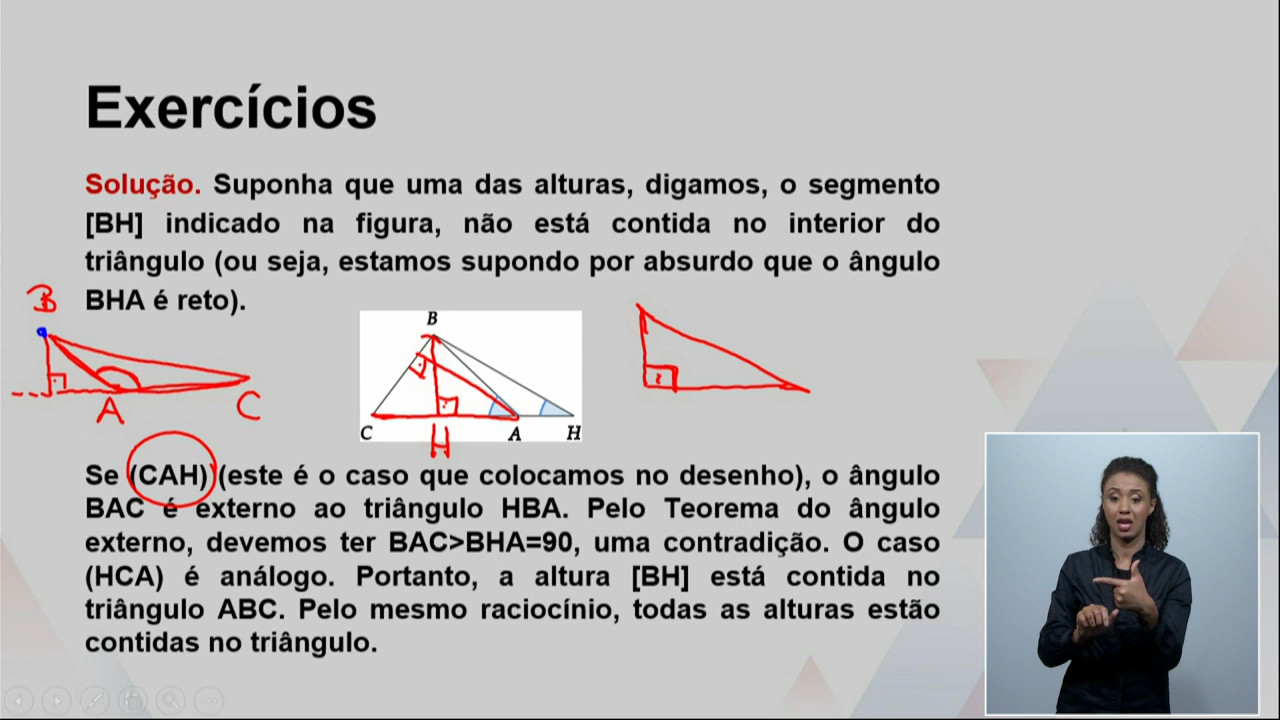 Exercícios
Solução. Suponha que uma das alturas, digamos, o segmento
[BH] indicado na figura, não está contida no interior do
triângulo (ou seja, estamos supondo por absurdo que o ângulo
BHA é reto).
B
A
C
B
C
A
H
H
Se (CAH) (este é o caso que colocamos no desenho), o ângulo
BAC é externo ao triângulo HBA. Pelo Teorema do ângulo
externo, devemos ter BAC>BHA=90, uma contradição. O caso
(HCA) é análogo. Portanto, a altura [BH] está contida no
triângulo ABC. Pelo mesmo raciocínio, todas as alturas estão
contidas no triângulo.